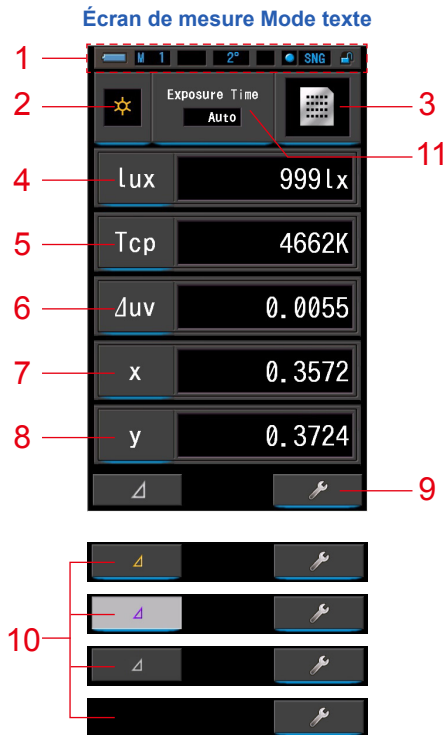 Écran de mesure Mode texte
1
M 1 2° SNG
2
Exposure Time
Auto
3
11
4
lux 999lx
5
Tcp 4662K
6
⊿uv 0.0055
7
x 0.3572
8
y 0.3724
⊿
9
⊿
⊿
10
⊿